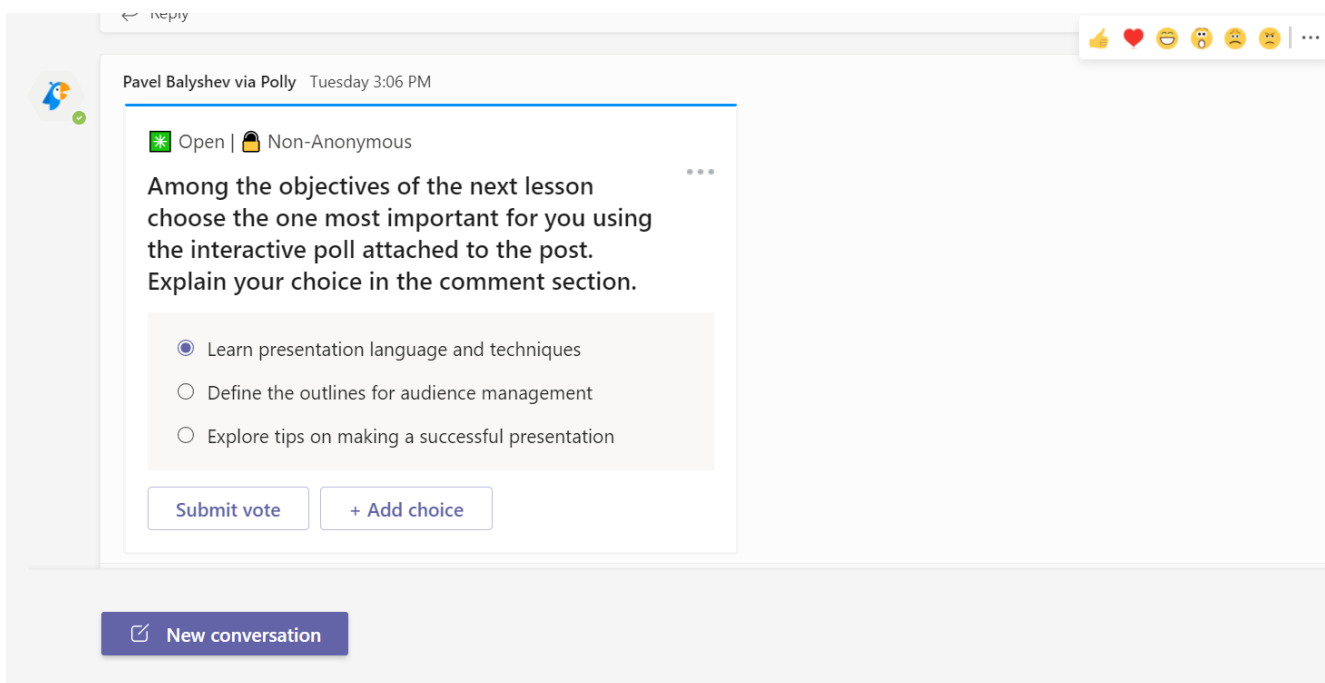 Reply
Pavel Balyshev via Polly Tuesday 3:06 PM
Open | Non-Anonymous
Among the objectives of the next lesson
choose the one most important for you using
the interactive poll attached to the post.
Explain your choice in the comment section.
Learn presentation language and techniques
Define the outlines for audience management
Explore tips on making a successful presentation
Submit vote + Add choice
New conversation